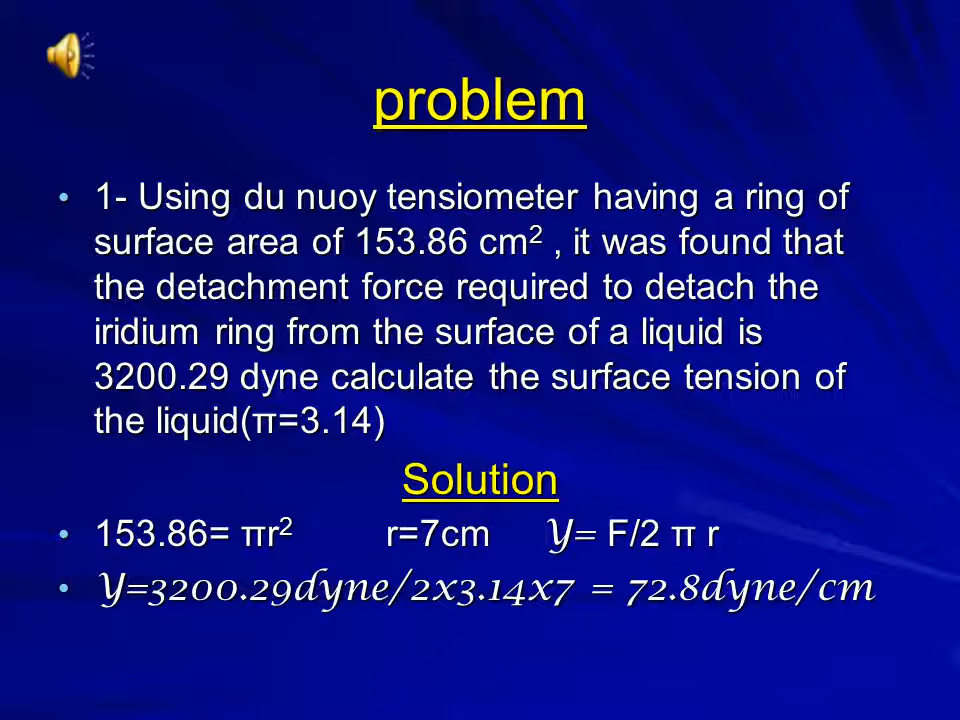 problem
• 1- Using du nuoy tensiometer having a ring of
surface area of 153.86 cm² , it was found that
the detachment force required to detach the
iridium ring from the surface of a liquid is
3200.29 dyne calculate the surface tension of
the liquid(π=3.14)
Solution
• 153.86= πr² r=7cm Y= F/2 π r
• Y=3200.29dyne/2x3.14x7 = 72.8dyne/cm